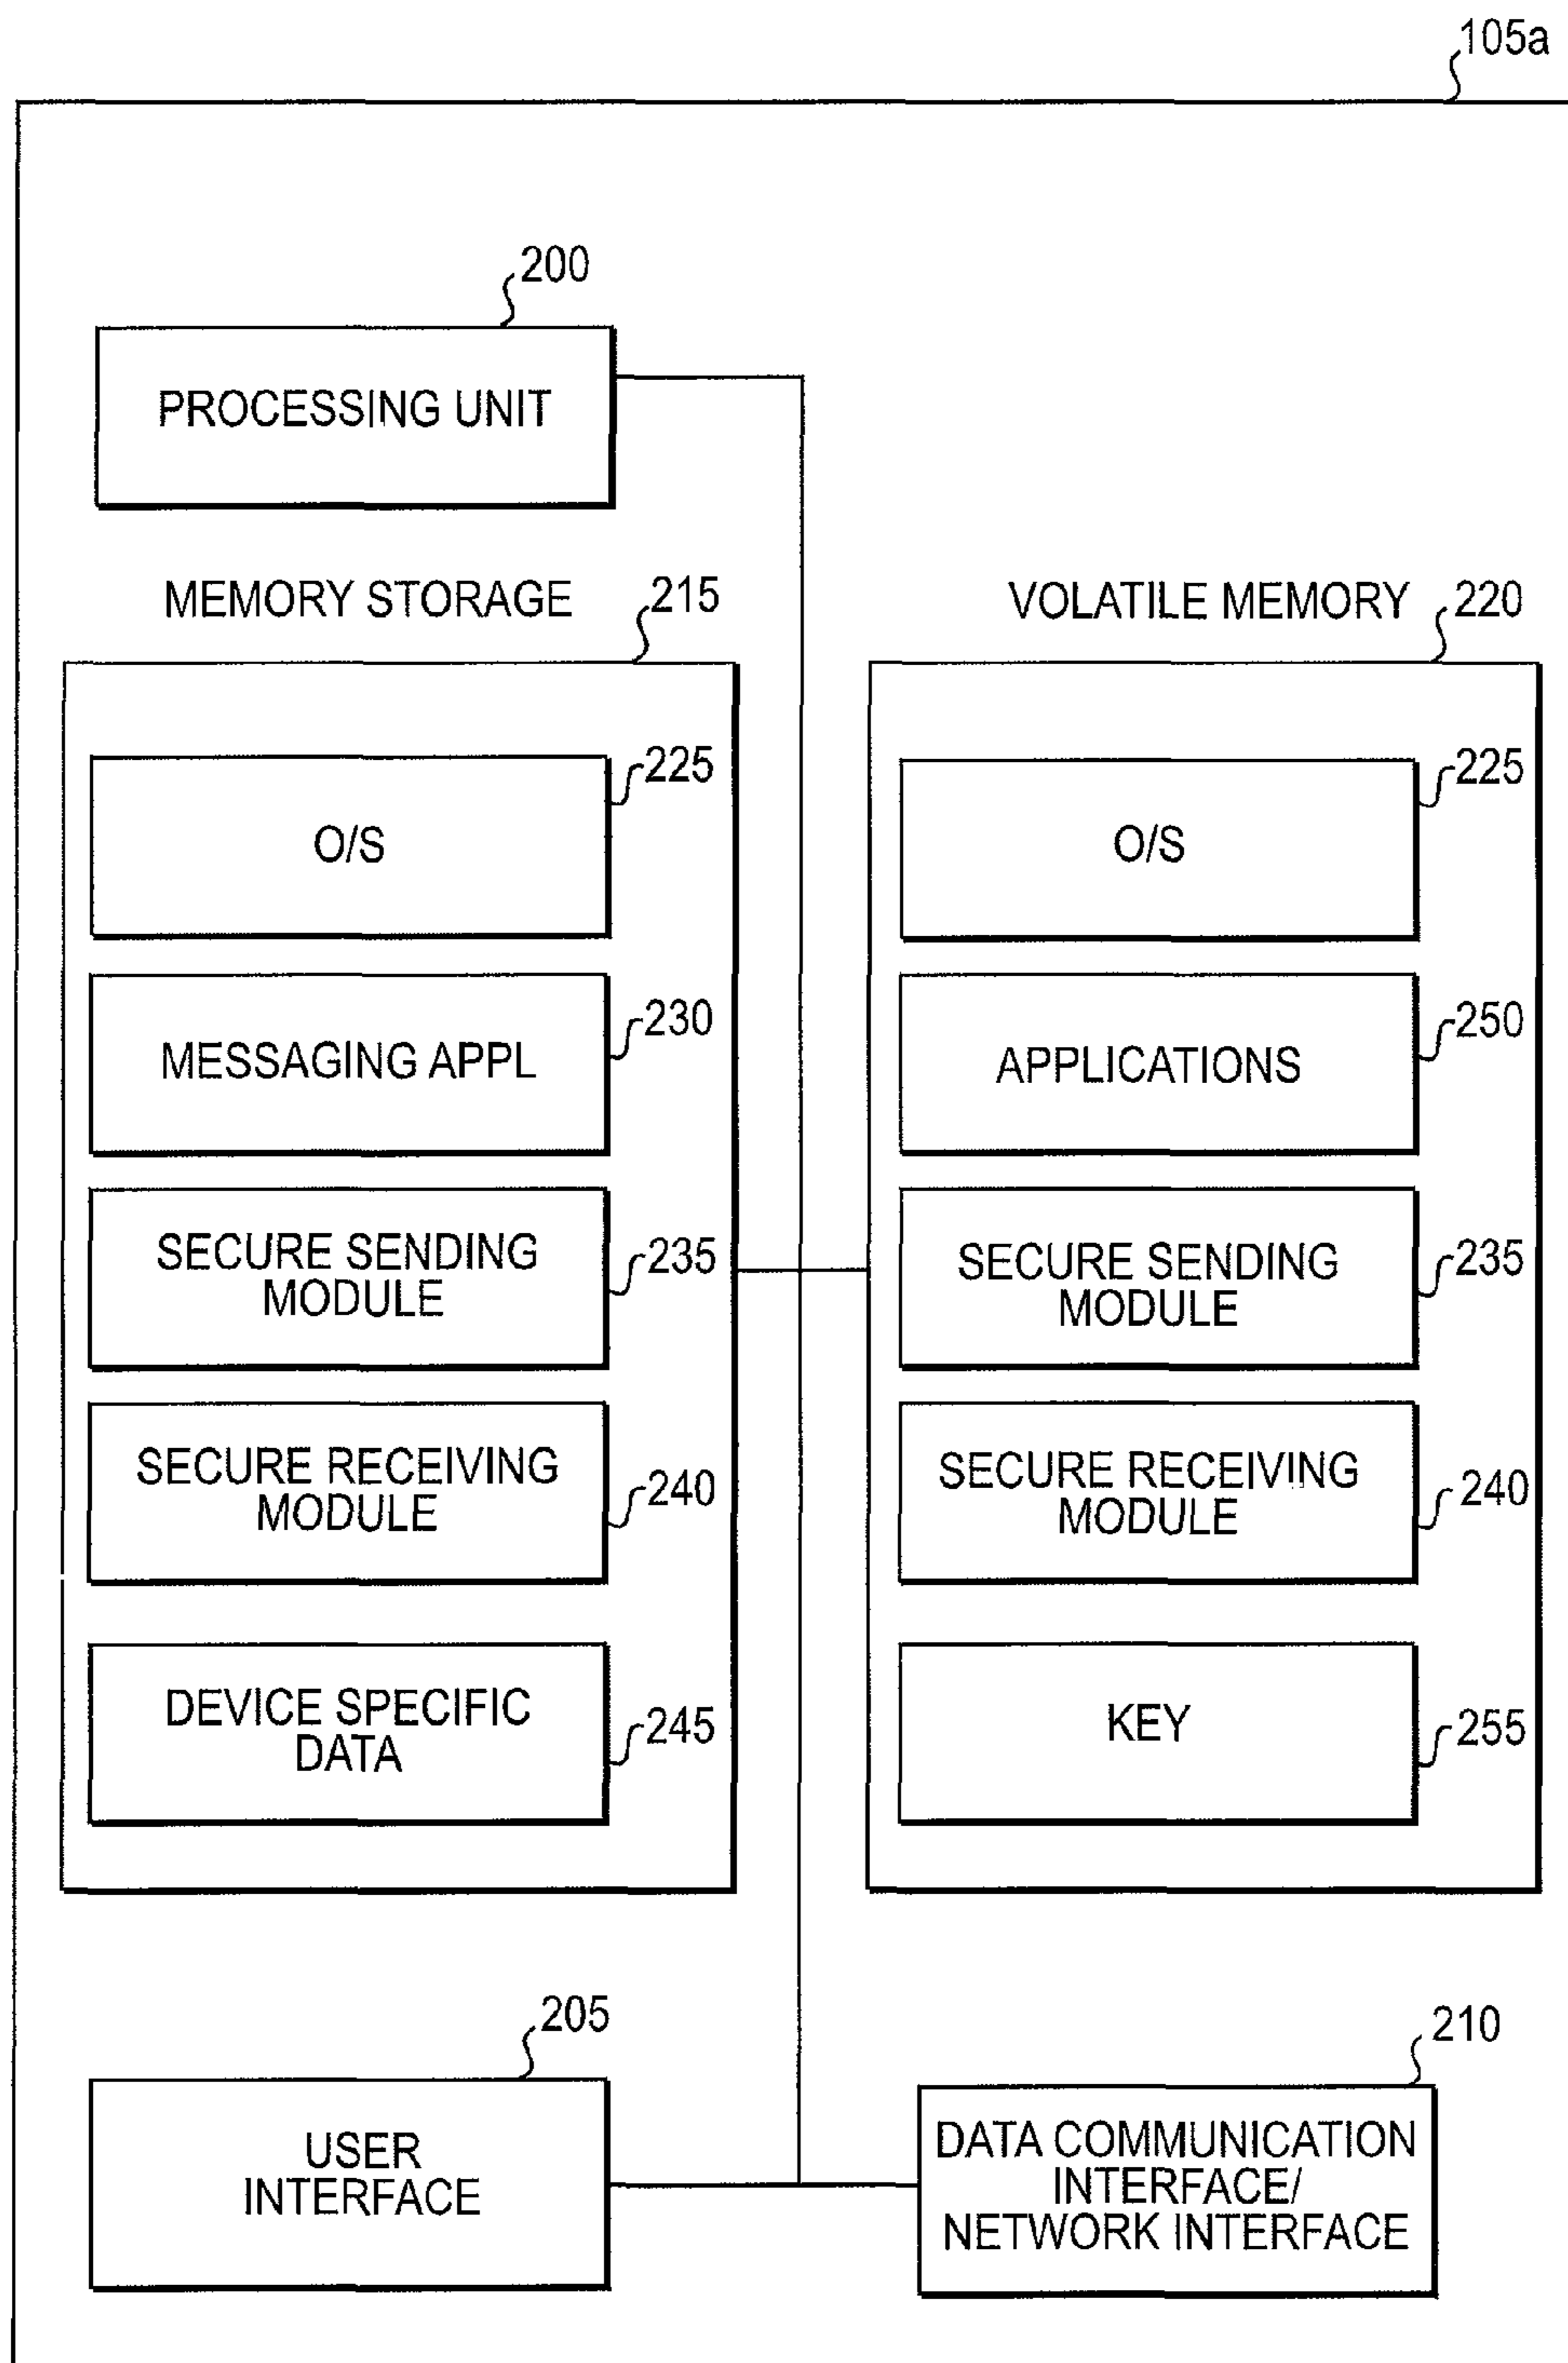 105a
200
PROCESSING UNIT
MEMORY STORAGE
215
VOLATILE MEMORY
220
225
O/S
225
O/S
230
MESSAGING APPL
250
APPLICATIONS
SECURE SENDING
MODULE
235
SECURE SENDING
MODULE
235
SECURE RECEIVING
MODULE
240
SECURE RECEIVING
MODULE
240
DEVICE SPECIFIC
DATA
245
KEY
255
205
USER
INTERFACE
210
DATA COMMUNICATION
INTERFACE/
NETWORK INTERFACE